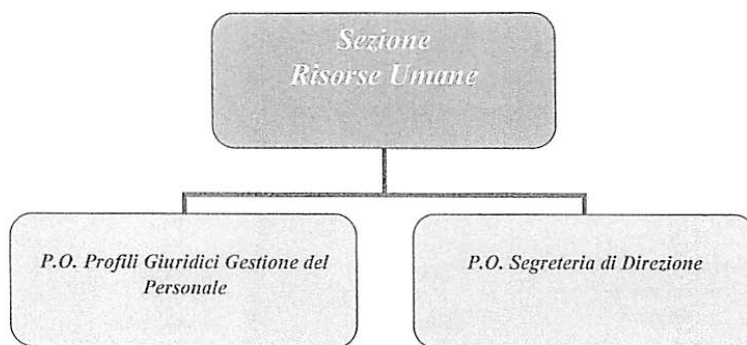 Sezione
Risorse Umane
P.O. Profili Giuridici Gestione del
Personale
P.O. Segreteria di Direzione